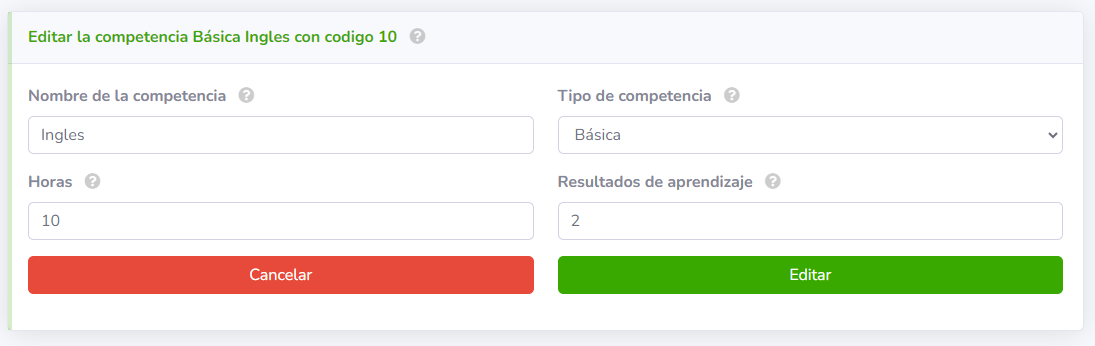 Editar la competencia Básica Ingles con codigo 10 ?
Nombre de la competencia ?
Tipo de competencia ?
Ingles
Básica
Horas ?
Resultados de aprendizaje ?
10
2
Cancelar
Editar